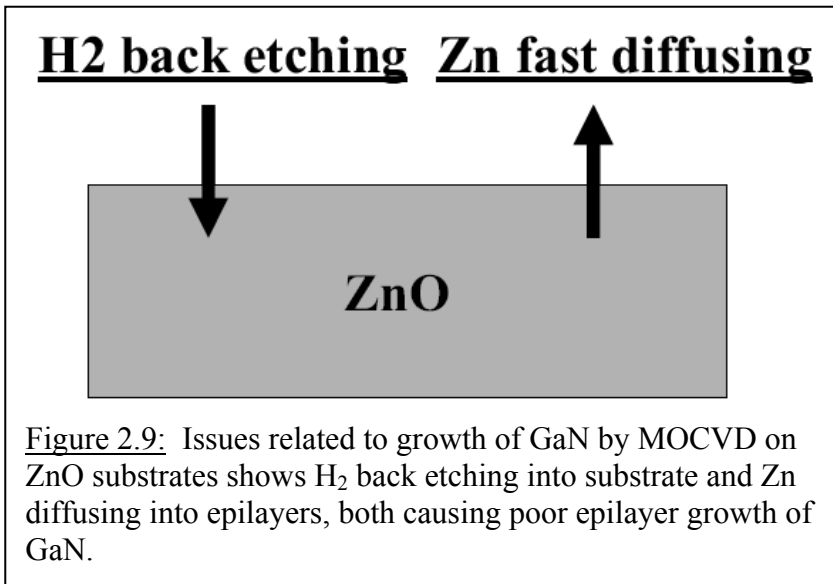 H2 back etching Zn fast diffusing
ZnO
Figure 2.9: Issues related to growth of GaN by MOCVD on
ZnO substrates shows H₂ back etching into substrate and Zn
diffusing into epilayers, both causing poor epilayer growth of
GaN.